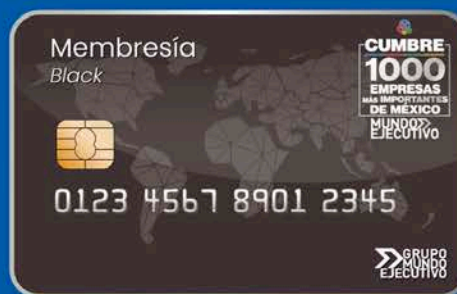 Membresía
Black
CUMBRE
1000
EMPRESAS
MÁS IMPORTANTES
DE MÉXICO
MUNDO
EJECUTIVO
0123 4567 8901 2345
GRUPO
MUNDO
EJECUTIVO